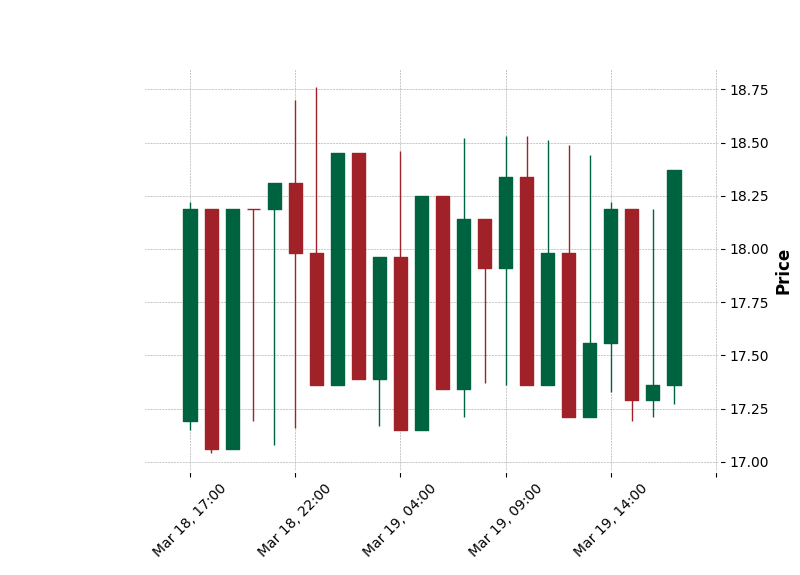 18.75
18.50
18.25
18.00
17.75
17.50
17.25
17.00
Price
Mar 18, 17:00
Mar 18, 22:00
Mar 19, 04:00
Mar 19, 09:00
Mar 19, 14:00